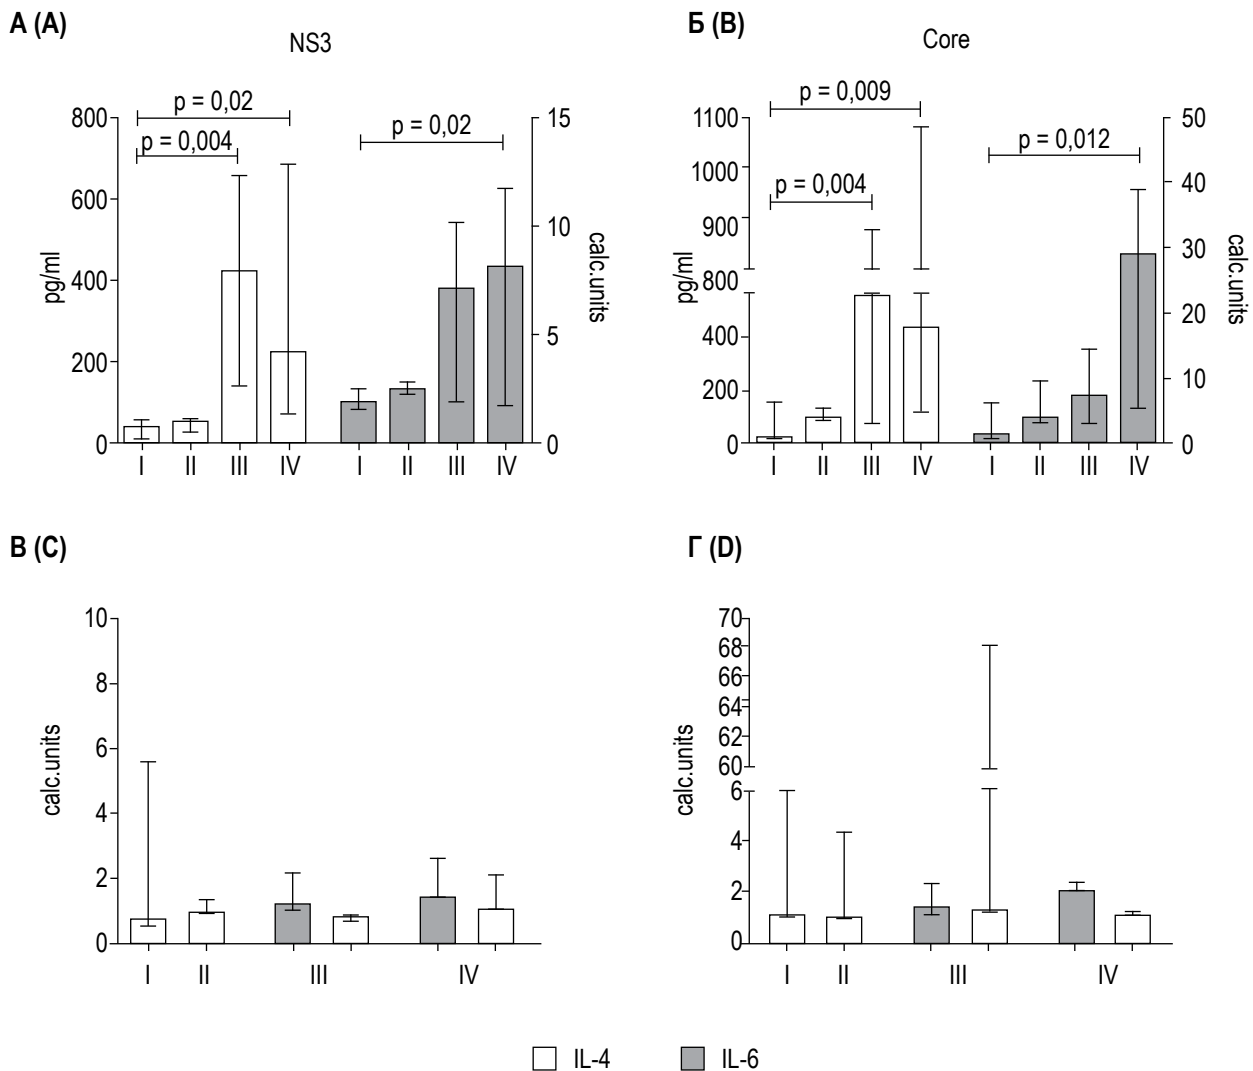 А (A)
NS3
800
600
400
200
0
pg/ml
p = 0,02
p = 0,004
p = 0,02
15
10
5
0
calc.units
I II III IV I II III IV
Б (B)
Core
1100
1000
900
800
400
200
0
pg/ml
p = 0,009
p = 0,004
p = 0,012
50
40
30
20
10
0
calc.units
I II III IV I II III IV
В (C)
10
8
6
4
2
0
calc.units
I II III IV
Г (D)
70
68
66
64
62
60
6
4
2
0
calc.units
I II III IV
IL-4 IL-6